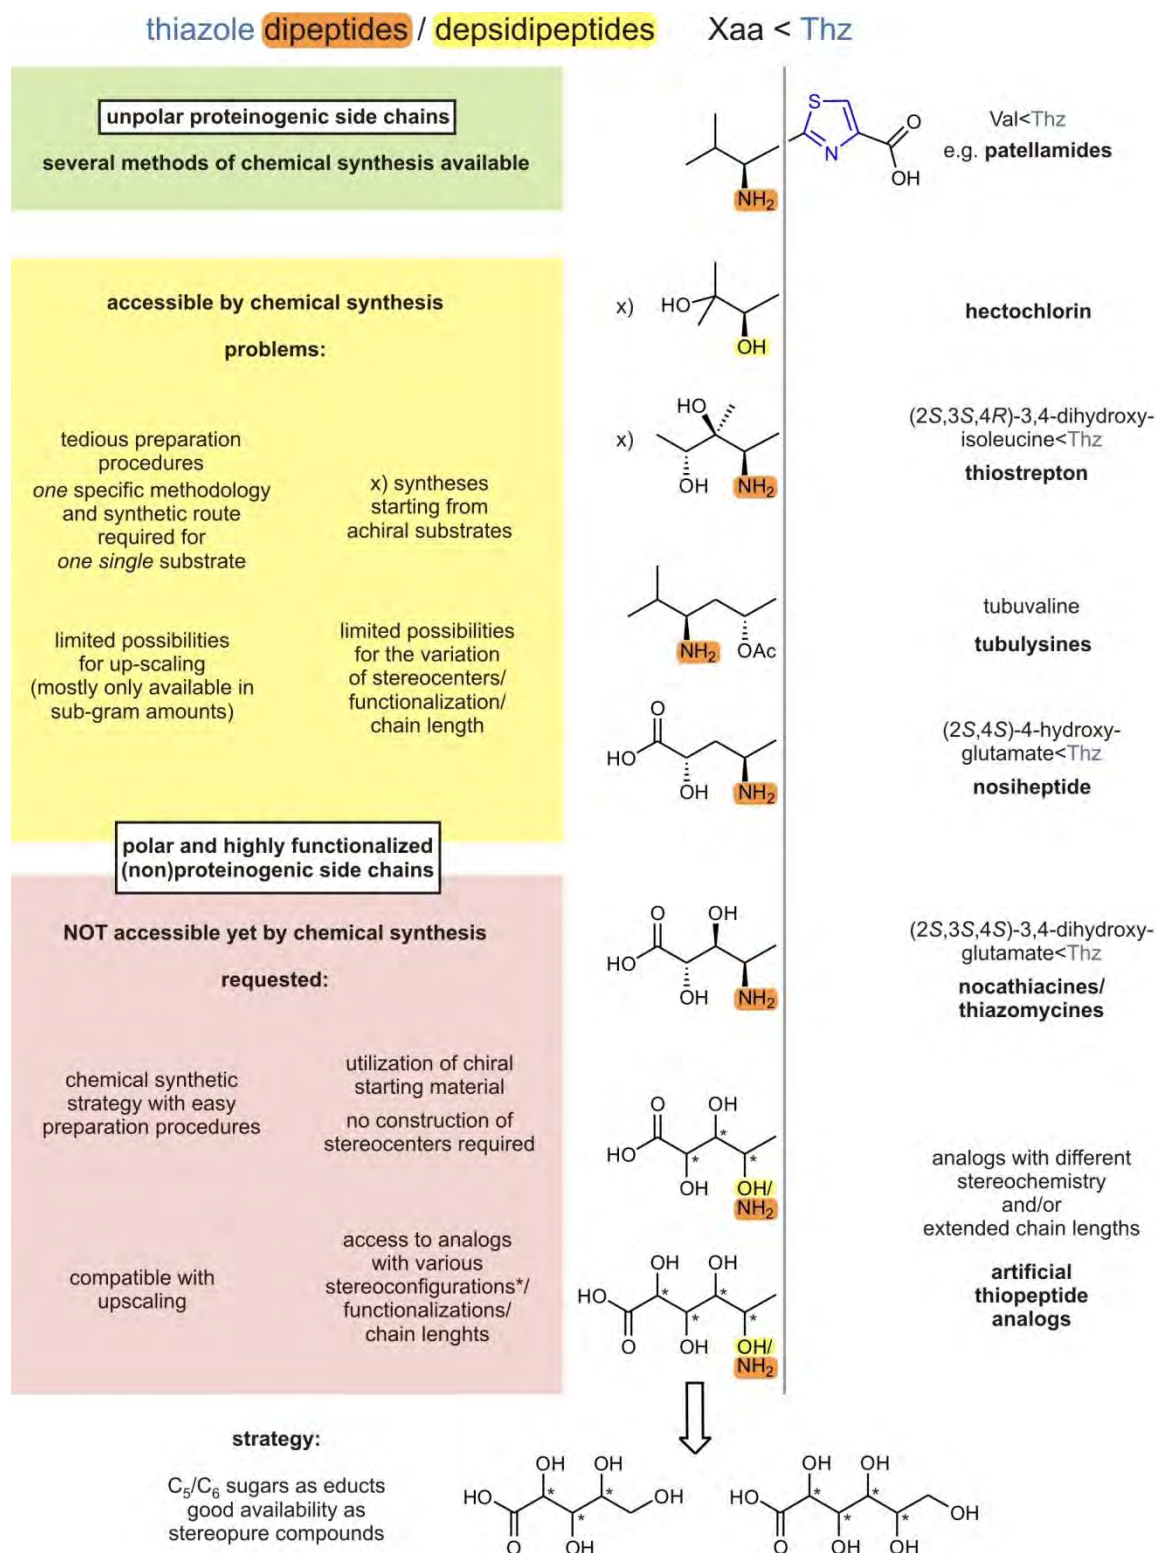 thiazole dipeptides / depsidipeptides Xaa < Thz
unpolar proteinogenic side chains
several methods of chemical synthesis available
S
N
O
OH
NH2
Val<Thz
e.g. patellamides
accessible by chemical synthesis
problems:
tedious preparation
procedures
one specific methodology
and synthetic route
required for
one single substrate
x) syntheses
starting from
achiral substrates
limited possibilities
for up-scaling
(mostly only available in
sub-gram amounts)
limited possibilities
for the variation
of stereocenters/
functionalization/
chain length
x)
HO
OH
hectochlorin
x)
HO
OH
NH2
(2S,3S,4R)-3,4-dihydroxy-
isoleucine<Thz
thiostrepton
NH2
OAc
tubuvaline
tubulysines
O
HO
OH
NH2
(2S,4S)-4-hydroxy-
glutamate<Thz
nosiheptide
polar and highly functionalized
(non)proteinogenic side chains
NOT accessible yet by chemical synthesis
requested:
chemical synthetic
strategy with easy
preparation procedures
utilization of chiral
starting material
no construction of
stereocenters required
compatible with
upscaling
access to analogs
with various
stereoconfigurations*/
functionalizations/
chain lenghts
O
OH
HO
OH
NH2
(2S,3S,4S)-3,4-dihydroxy-
glutamate<Thz
nocathiacines/
thiazomycines
O
OH
HO
*
*
*
OH
OH/
NH2
analogs with different
stereochemistry
and/or
extended chain lengths
OH
OH
HO
*
*
*
*
O
OH
OH/
NH2
artificial
thiopeptide
analogs
strategy:
C5/C6 sugars as educts
good availability as
stereopure compounds
OH
OH
HO
*
*
*
OH
O
OH
OH
OH
HO
*
*
*
*
OH
O
OH
OH